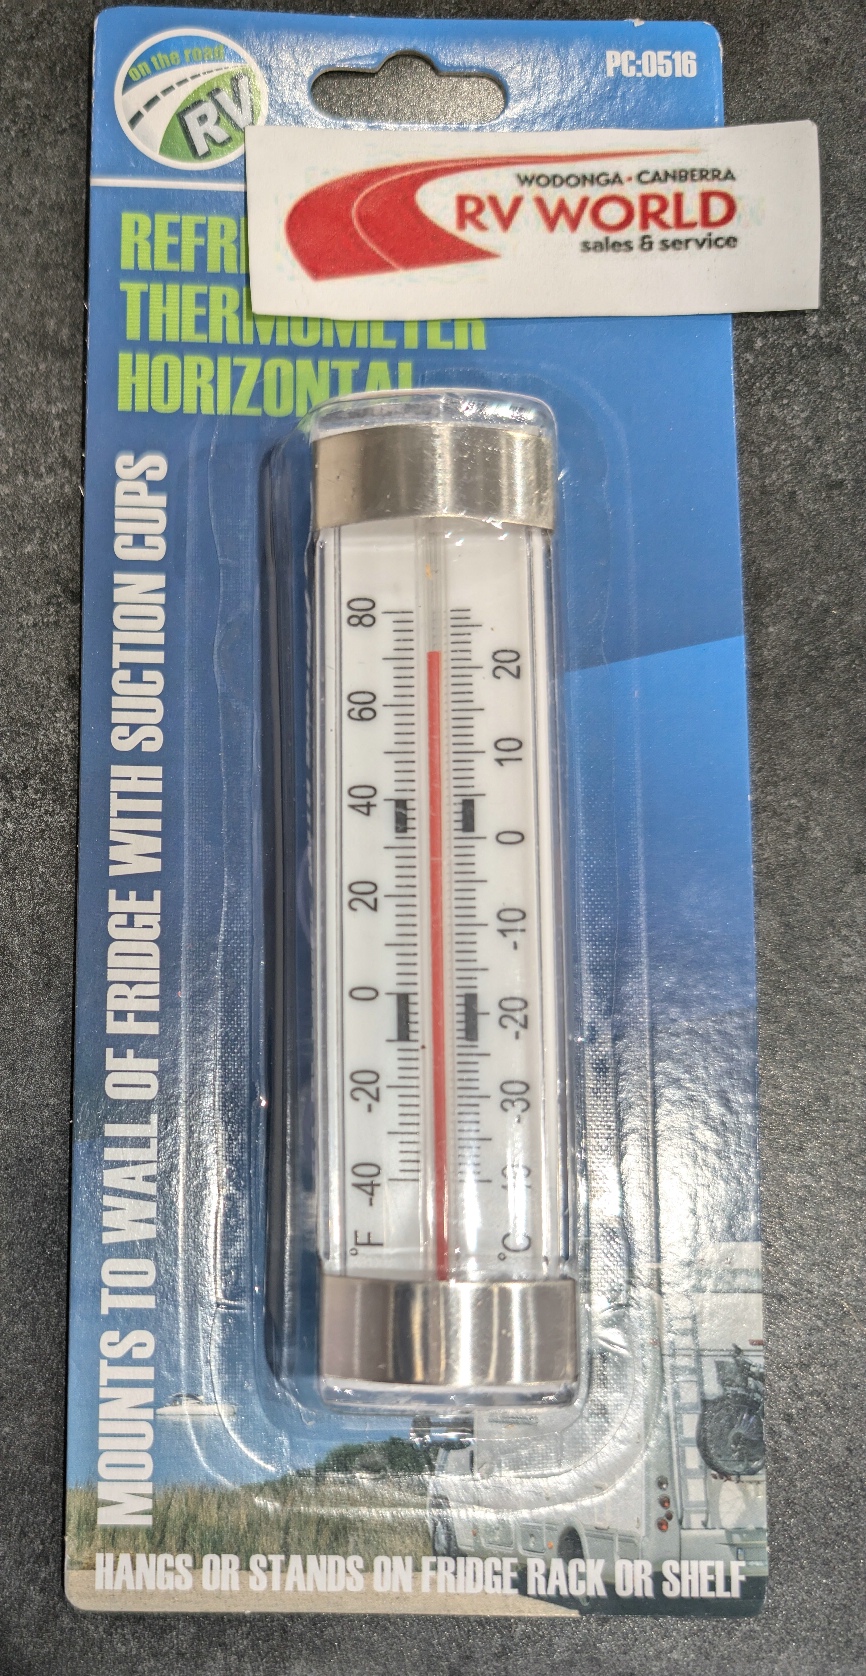 on the road
RV
PC:0516
WODONGA • CANBERRA
RV WORLD
sales & service
THERMOMETER
HORIZONTAL
MOUNTS TO WALL OF FRIDGE WITH SUCTION CUPS
80
60
40
20
0
-20
-40
°F
20
10
0
-10
-20
-30
°C
HANGS OR STANDS ON FRIDGE RACK OR SHELF